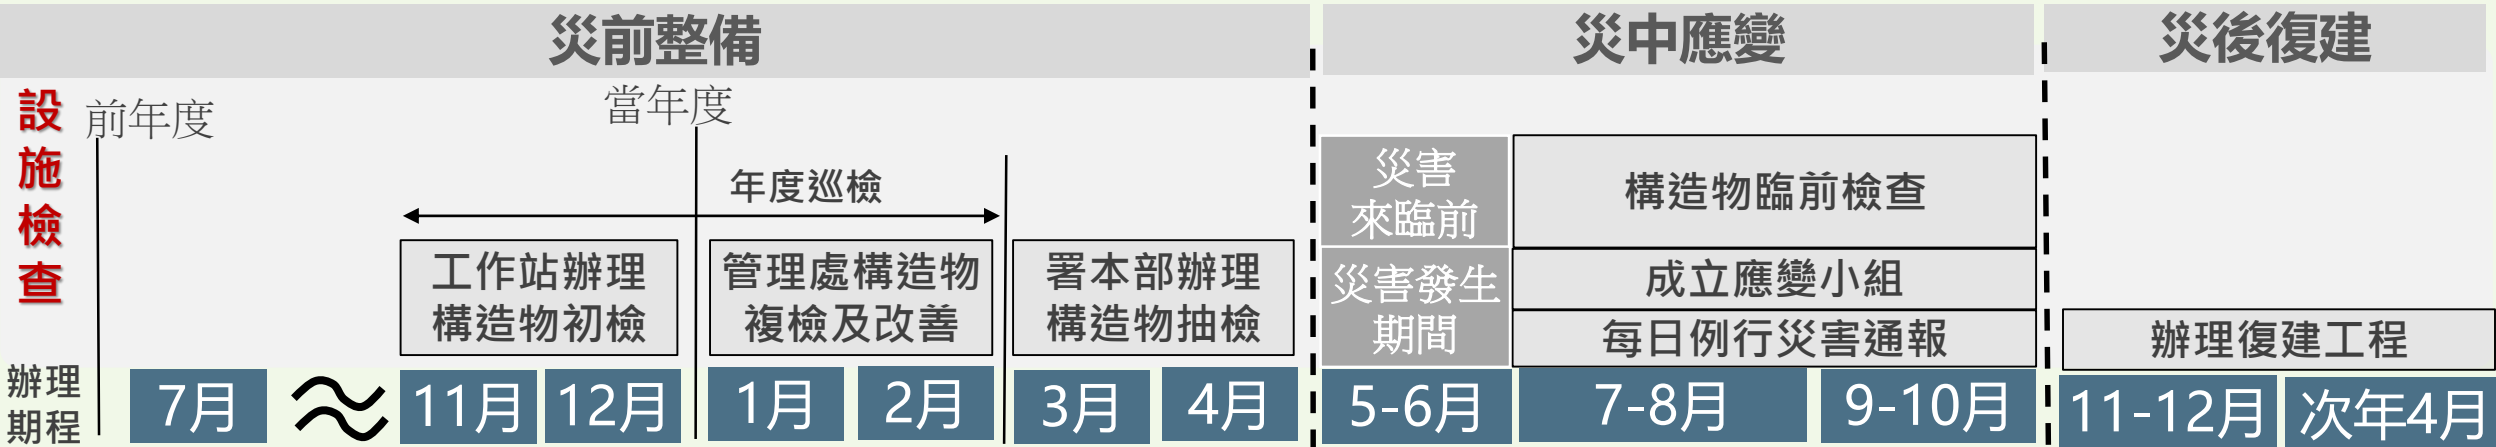 災前整備
災中應變
災後復建
設施檢查
前年度
當年度
年度巡檢
工作站辦理
構造物初檢
管理處構造物
複檢及改善
署本部辦理
構造物抽檢
災害
來臨前
構造物臨前檢查
災害發生
期間
成立應變小組
每日例行災害通報
辦理復建工程
辦理
期程
7月
≈
11月
12月
1月
2月
3月
4月
5-6月
7-8月
9-10月
11-12月
次年4月